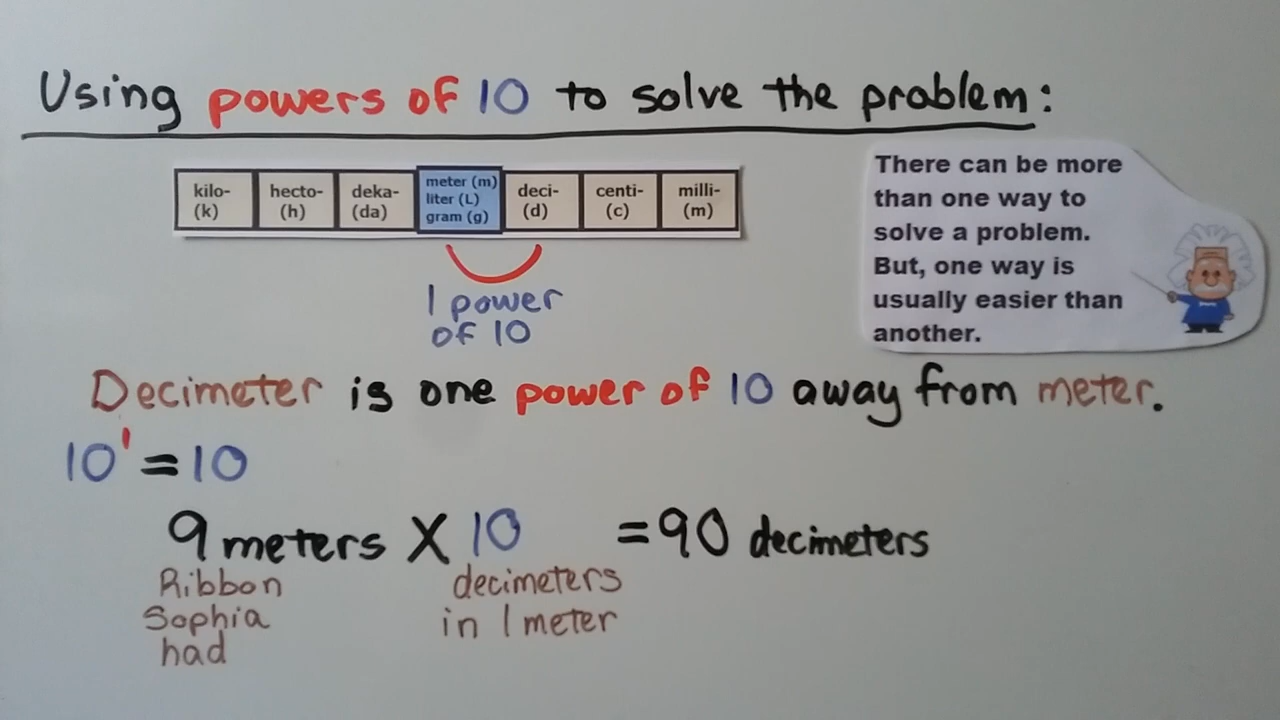 Using powers of 10 to solve the problem:
kilo- hecto- deka- meter (m) deci- centi- milli-
(k) (h) (da) liter (L) (d) (c) (m)
gram (g)
There can be more
than one way to
solve a problem.
But, one way is
usually easier than
another.
1 power
of 10
Decimeter is one power of 10 away from meter.
10¹ = 10
9 meters X 10 = 90 decimeters
Ribbon decimeters
Sophia in 1 meter
had